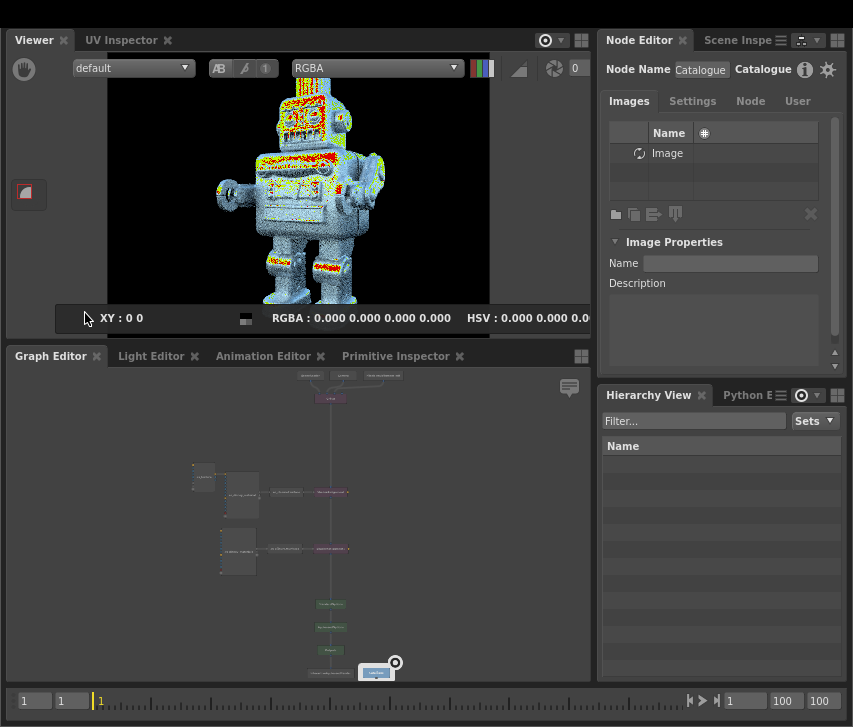 Viewer
UV Inspector
Node Editor
Scene Inspe
default
AB
1
RGBA
0
Node Name
Catalogue
Catalogue
Images
Settings
Node
User
Name
Image
Image Properties
Name
Description
XY : 0 0
RGBA : 0.000 0.000 0.000 0.000
HSV : 0.000 0.000 0.0
Graph Editor
Light Editor
Animation Editor
Primitive Inspector
Hierarchy View
Python E
Filter...
Sets
Name
1
1
1
1
100
100